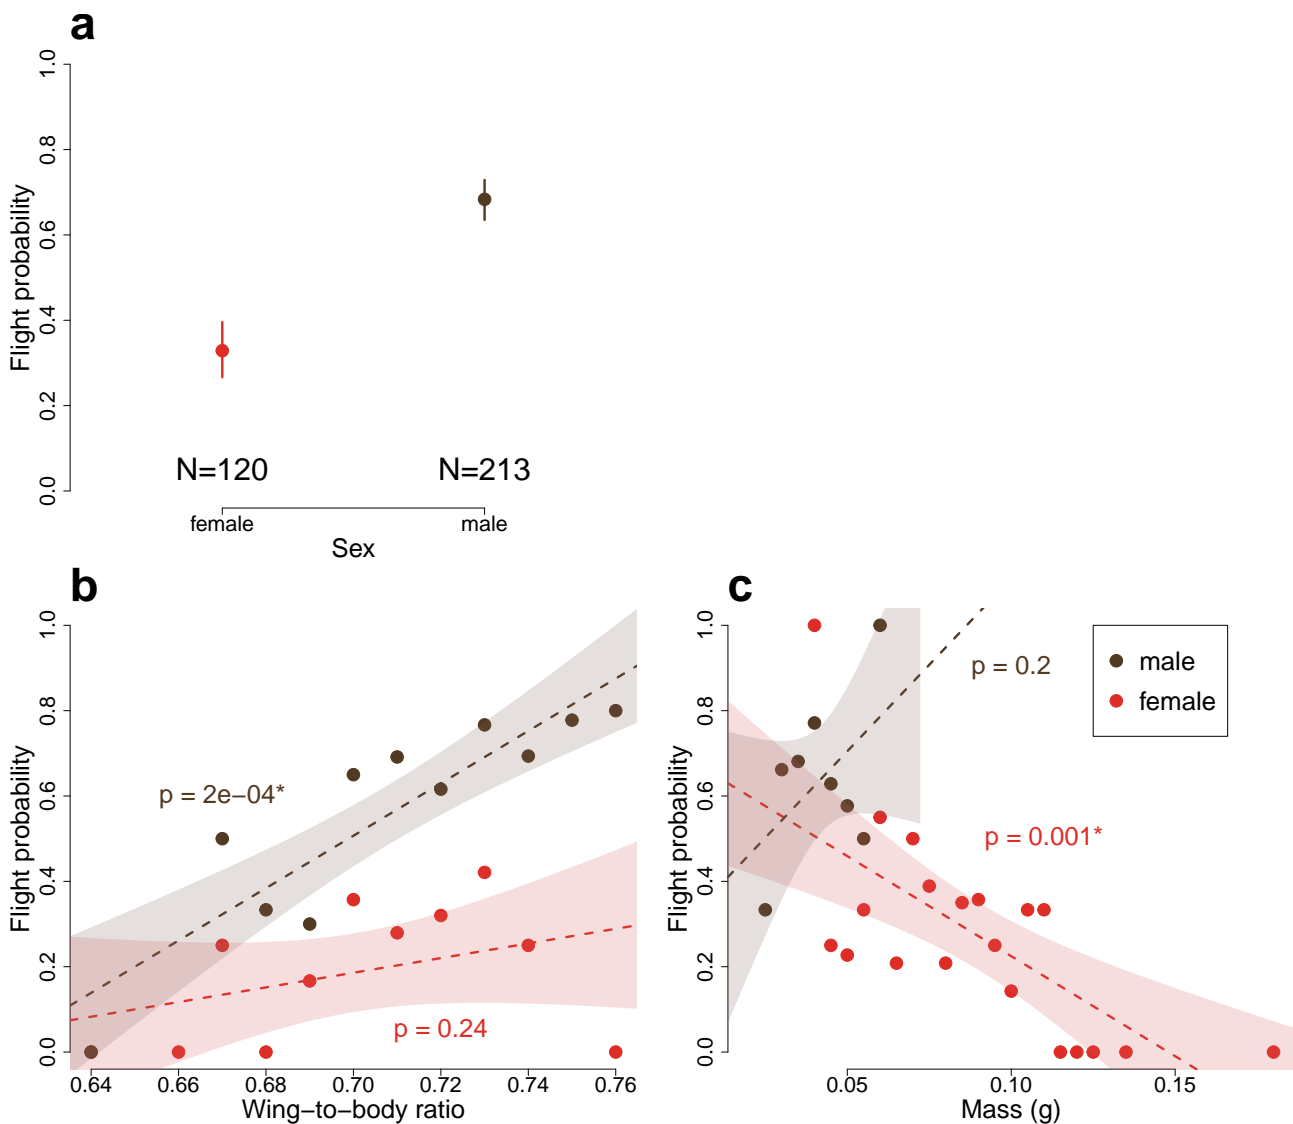 a
1.0
0.8
0.6
0.4
0.2
0.0
Flight probability
N=120
N=213
female
male
Sex
b
1.0
0.8
0.6
0.4
0.2
0.0
Flight probability
p = 2e−04*
p = 0.24
0.64
0.66
0.68
0.70
0.72
0.74
0.76
Wing−to−body ratio
c
1.0
0.8
0.6
0.4
0.2
0.0
Flight probability
p = 0.2
male
female
p = 0.001*
0.05
0.10
0.15
Mass (g)